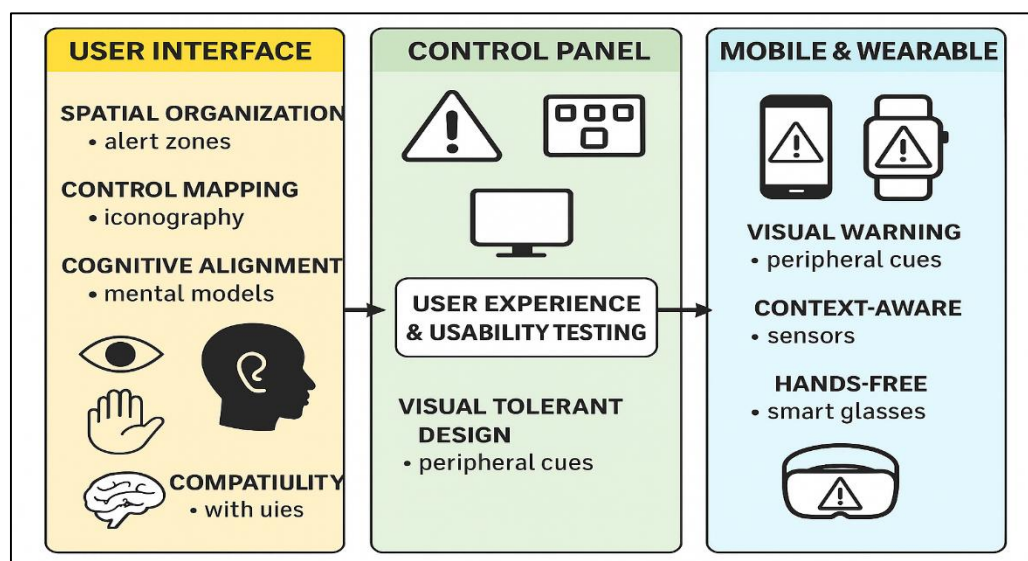 USER INTERFACE
SPATIAL ORGANIZATION
• alert zones
CONTROL MAPPING
• iconography
COGNITIVE ALIGNMENT
• mental models
COMPATIULITY
• with uies
CONTROL PANEL
USER EXPERIENCE
& USABILITY TESTING
VISUAL TOLERANT
DESIGN
• peripheral cues
MOBILE & WEARABLE
VISUAL WARNING
• peripheral cues
CONTEXT-AWARE
• sensors
HANDS-FREE
• smart glasses